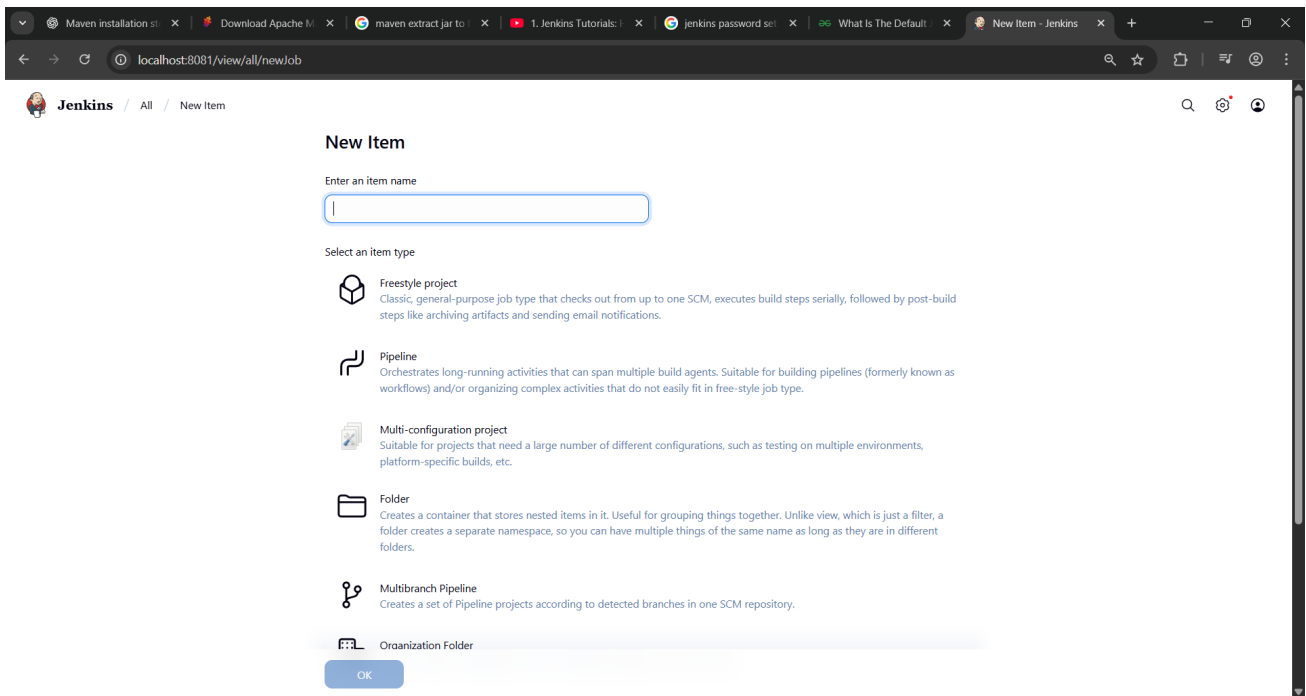 Maven installation st
Download Apache M
maven extract jar to
1. Jenkins Tutorials:
jenkins password set
What Is The Default
New Item - Jenkins
localhost:8081/view/all/newJob
Jenkins / All / New Item
New Item
Enter an item name
Select an item type
Freestyle project
Classic, general-purpose job type that checks out from up to one SCM, executes build steps serially, followed by post-build
steps like archiving artifacts and sending email notifications.
Pipeline
Orchestrates long-running activities that can span multiple build agents. Suitable for building pipelines (formerly known as
workflows) and/or organizing complex activities that do not easily fit in free-style job type.
Multi-configuration project
Suitable for projects that need a large number of different configurations, such as testing on multiple environments,
platform-specific builds, etc.
Folder
Creates a container that stores nested items in it. Useful for grouping things together. Unlike view, which is just a filter, a
folder creates a separate namespace, so you can have multiple things of the same name as long as they are in different
folders.
Multibranch Pipeline
Creates a set of Pipeline projects according to detected branches in one SCM repository.
Organization Folder
OK